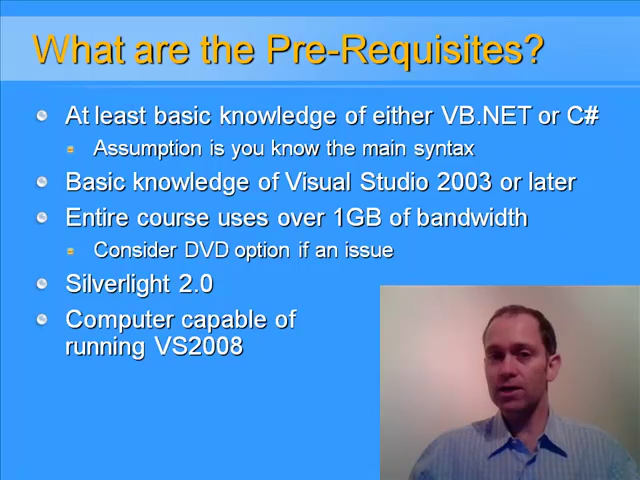 What are the Pre-Requisites?
At least basic knowledge of either VB.NET or C#
Assumption is you know the main syntax
Basic knowledge of Visual Studio 2003 or later
Entire course uses over 1GB of bandwidth
Consider DVD option if an issue
Silverlight 2.0
Computer capable of
running VS2008